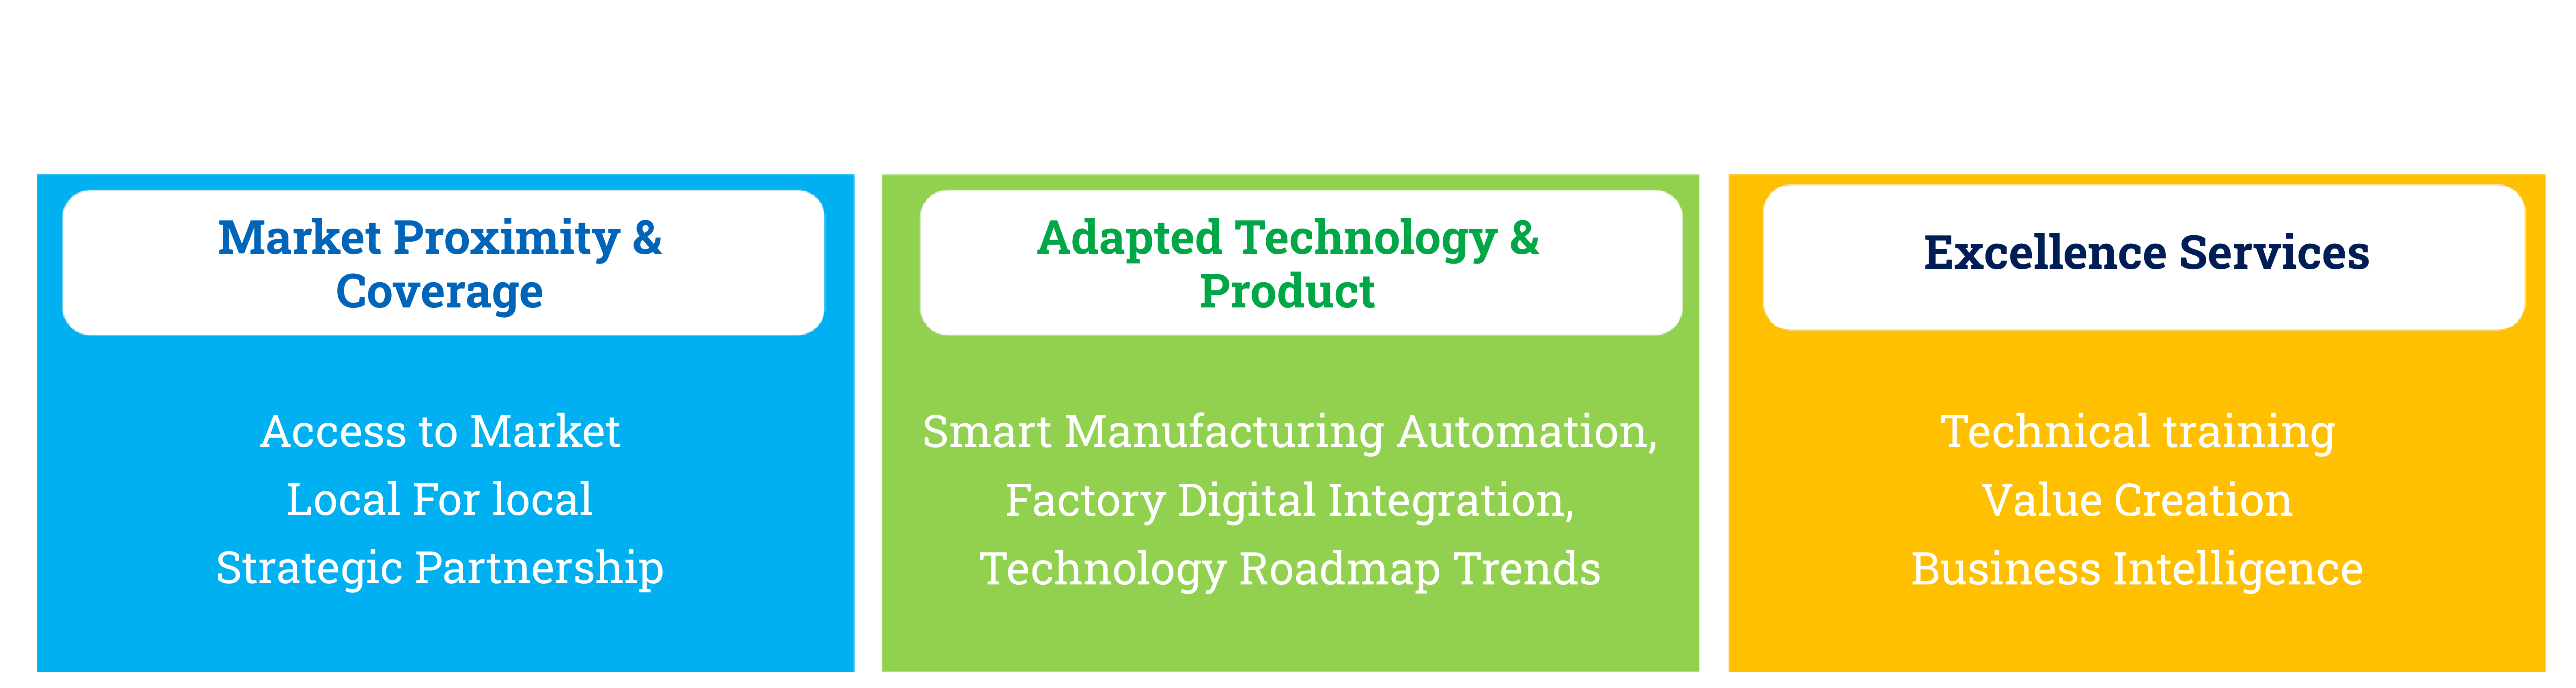 Market Proximity &
Coverage
Access to Market
Local For local
Strategic Partnership
Adapted Technology &
Product
Smart Manufacturing Automation,
Factory Digital Integration,
Technology Roadmap Trends
Excellence Services
Technical training
Value Creation
Business Intelligence